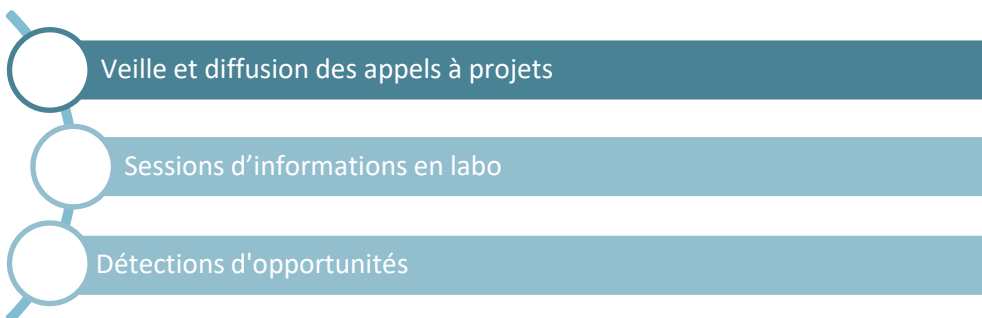 Veille et diffusion des appels à projets
Sessions d’informations en labo
Détections d'opportunités